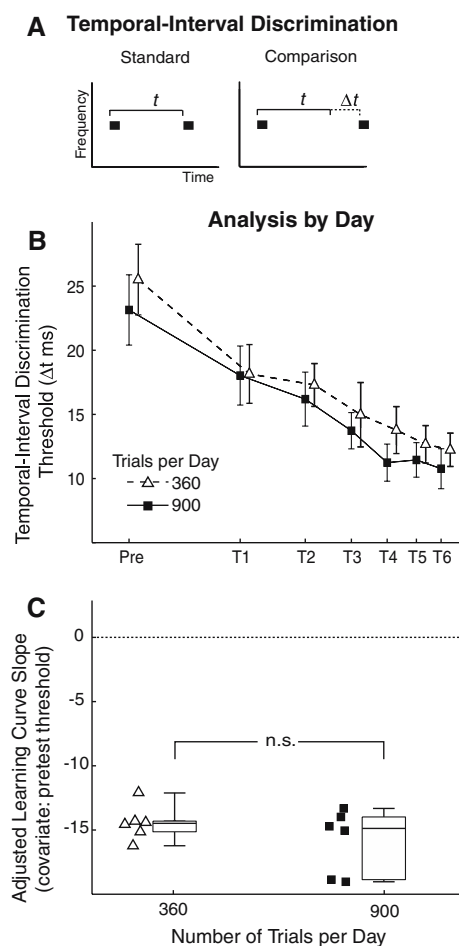 A Temporal-Interval Discrimination
Standard
Comparison
Frequency
t
t
Δt
Time
Analysis by Day
B
Temporal-Interval Discrimination
Threshold (Δt ms)
25
20
15
10
Trials per Day
360
900
Pre T1 T2 T3 T4 T5 T6
C
Adjusted Learning Curve Slope
(covariate: pretest threshold)
0
-5
-10
-15
n.s.
360 900
Number of Trials per Day